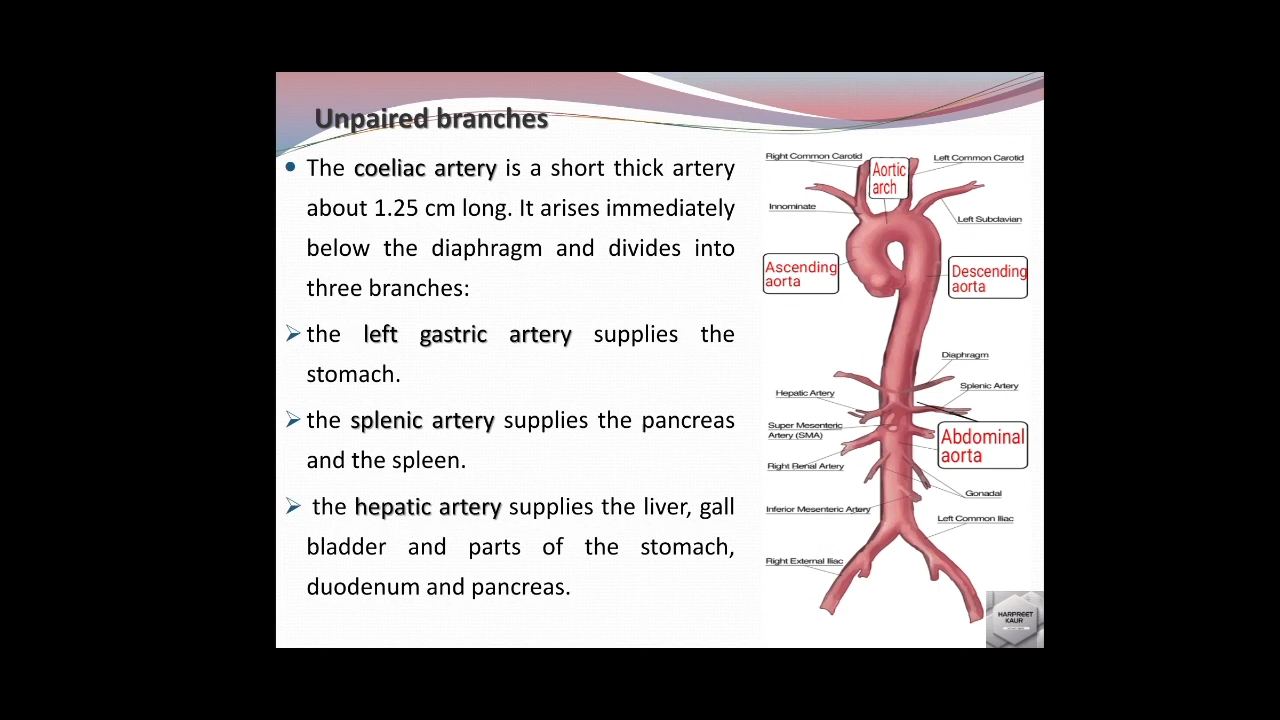 Unpaired branches
The coeliac artery is a short thick artery
about 1.25 cm long. It arises immediately
below the diaphragm and divides into
three branches:
the left gastric artery supplies the
stomach.
the splenic artery supplies the pancreas
and the spleen.
the hepatic artery supplies the liver, gall
bladder and parts of the stomach,
duodenum and pancreas.
Right Common Carotid
Left Common Carotid
Aortic
arch
Innominate
Left Subclavian
Ascending
aorta
Descending
aorta
Diaphragm
Splenic Artery
Hepatic Artery
Super Mesenteric
Artery (SMA)
Abdominal
aorta
Right Renal Artery
Gonadal
Inferior Mesenteric Artery
Left Common Iliac
Right External Iliac
HARPREET
KAUR